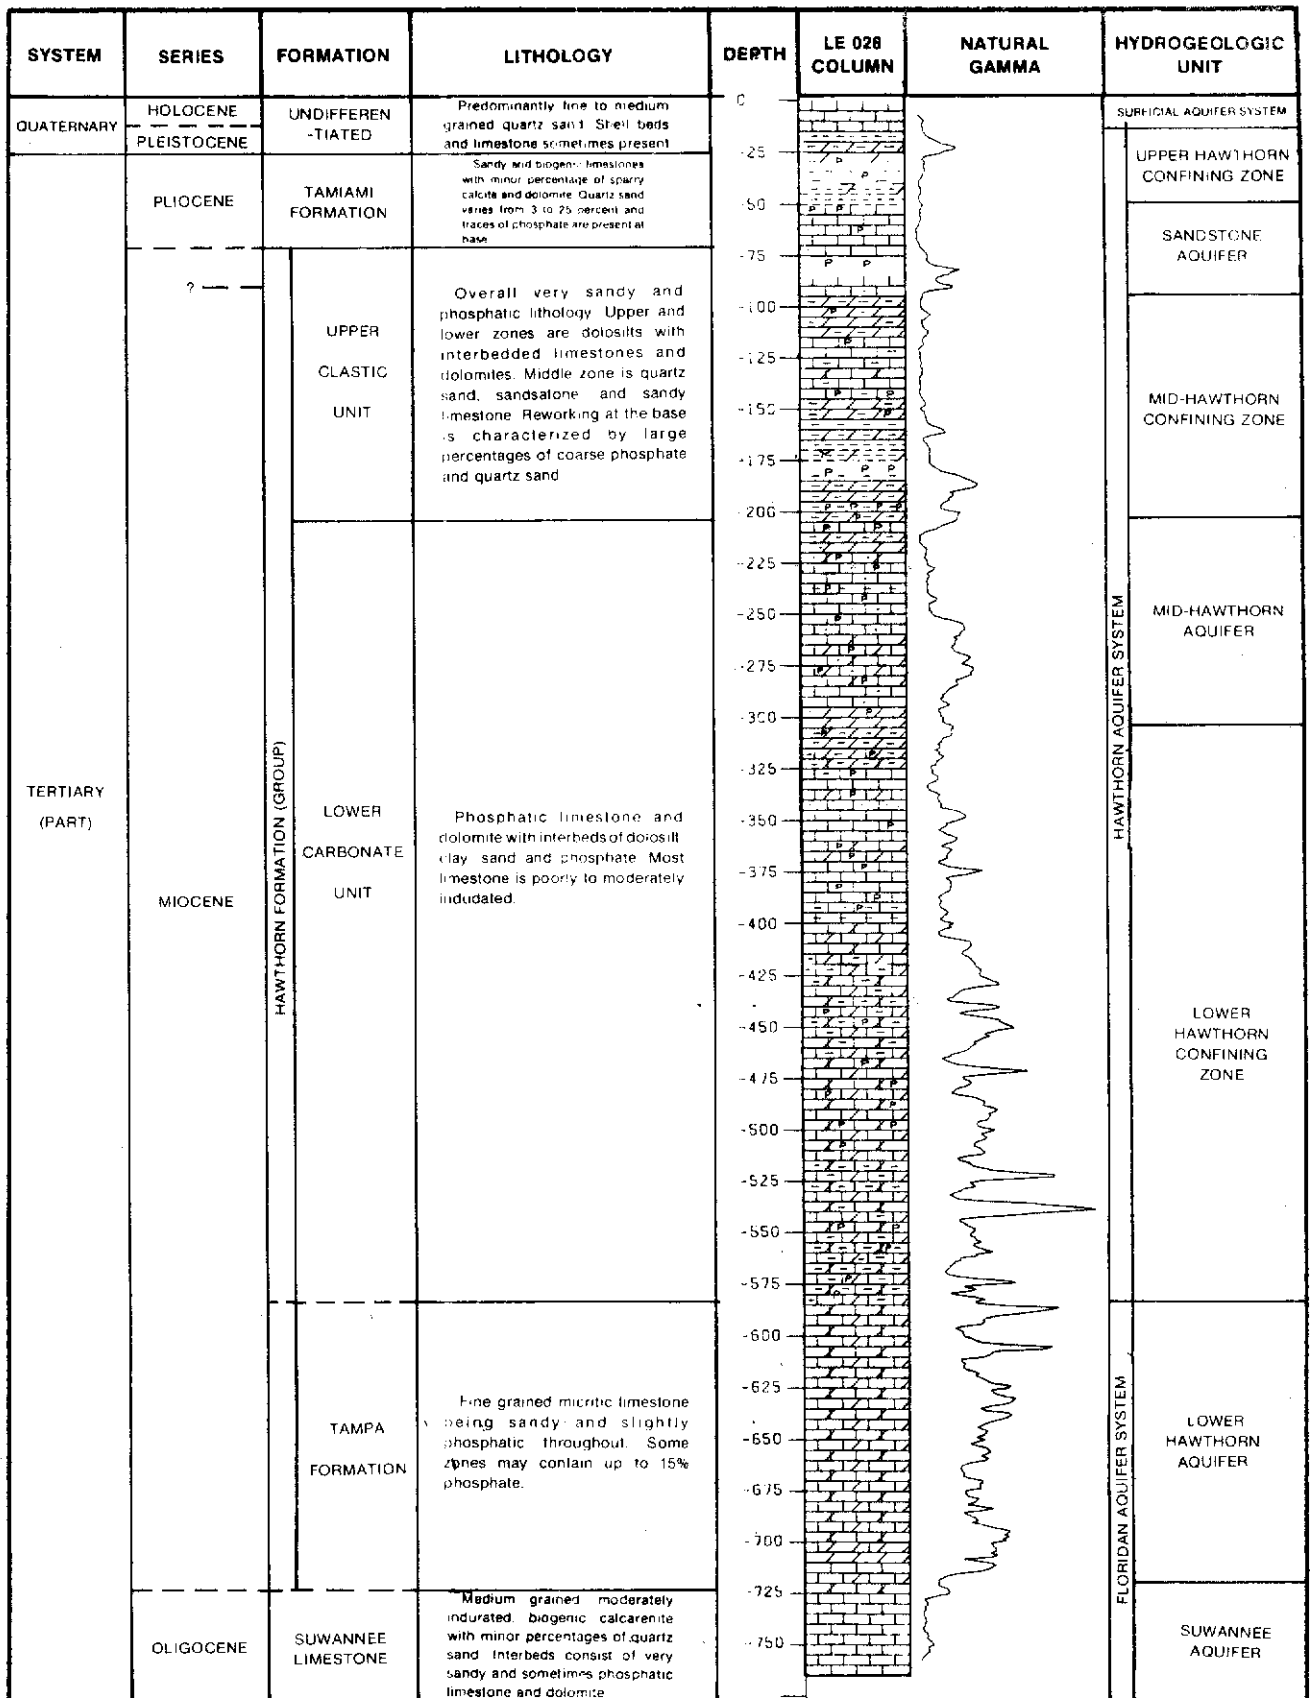 SYSTEM
SERIES
FORMATION
LITHOLOGY
DEPTH
LE 028
COLUMN
NATURAL
GAMMA
HYDROGEOLOGIC
UNIT
QUATERNARY
HOLOCENE
PLEISTOCENE
UNDIFFEREN
-TIATED
Predominantly fine to medium
grained quartz sand Shell beds
and limestone sometimes present
PLIOCENE
TAMIAMI
FORMATION
Sandy and biogenic limestones
with minor percentage of sparry
calcite and dolomite Quartz sand
varies from 3 to 25 percent and
traces of phosphate are present at
base
?
TERTIARY
(PART)
MIOCENE
HAWTHORN FORMATION (GROUP)
UPPER
CLASTIC
UNIT
Overall very sandy and
phosphatic lithology Upper and
lower zones are dolosilts with
interbedded limestones and
dolomites. Middle zone is quartz
sand, sandsatone and sandy
limestone Reworking at the base
is characterized by large
percentages of coarse phosphate
and quartz sand
LOWER
CARBONATE
UNIT
Phosphatic limestone and
dolomite with interbeds of dolosilt
clay sand and phosphate Most
limestone is poorly to moderately
indudated.
TAMPA
FORMATION
Fine grained micritic limestone
being sandy and slightly
phosphatic throughout. Some
zones may contain up to 15%
phosphate.
OLIGOCENE
SUWANNEE
LIMESTONE
Medium grained moderately
indurated, biogenic calcarenite
with minor percentages of quartz
sand Interbeds consist of very
sandy and sometimes phosphatic
limestone and dolomite
0
-25
-50
-75
-100
-125
-150
-175
-200
-225
-250
-275
-300
-325
-350
-375
-400
-425
-450
-475
-500
-525
-550
-575
-600
-625
-650
-675
-700
-725
-750
SURFICIAL AQUIFER SYSTEM
HAWTHORN AQUIFER SYSTEM
UPPER HAWTHORN
CONFINING ZONE
SANDSTONE
AQUIFER
MID-HAWTHORN
CONFINING ZONE
MID-HAWTHORN
AQUIFER
LOWER
HAWTHORN
CONFINING
ZONE
FLORIDAN AQUIFER SYSTEM
LOWER
HAWTHORN
AQUIFER
SUWANNEE
AQUIFER